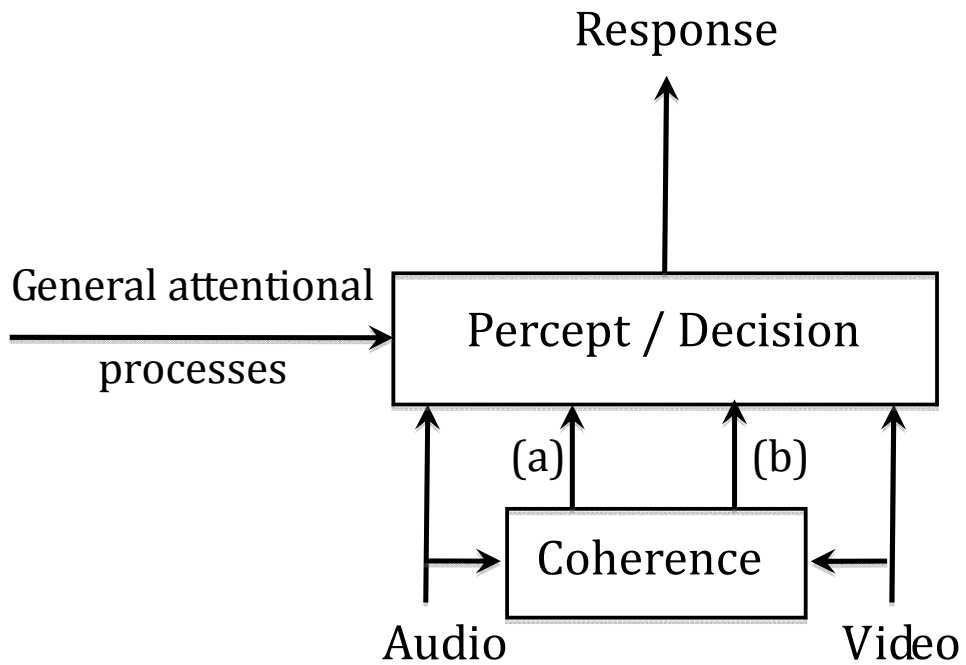 Response
General attentional
processes
Percept / Decision
(a)
(b)
Coherence
Audio
Video